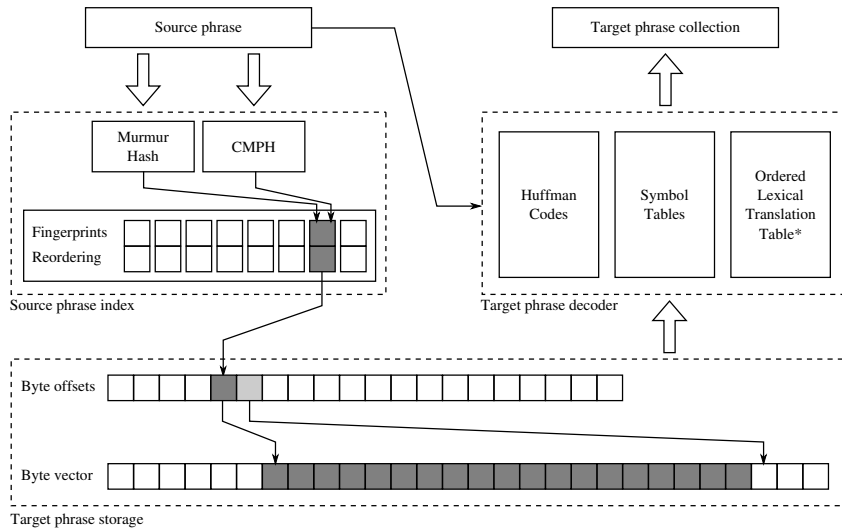 Source phrase
Target phrase collection
Murmur
Hash
CMPH
Huffman
Codes
Symbol
Tables
Ordered
Lexical
Translation
Table*
Fingerprints
Reordering
Source phrase index
Target phrase decoder
Byte offsets
Byte vector
Target phrase storage